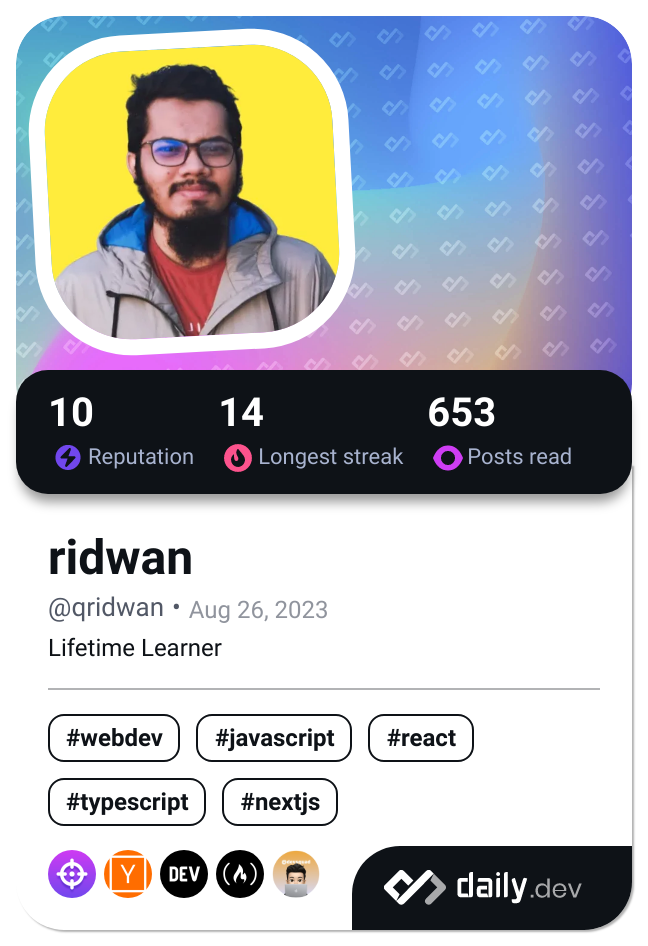 10 14 653
Reputation Longest streak Posts read
ridwan
@qridwan • Aug 26, 2023
Lifetime Learner
#webdev #javascript #react
#typescript #nextjs
Y DEV
daily.dev